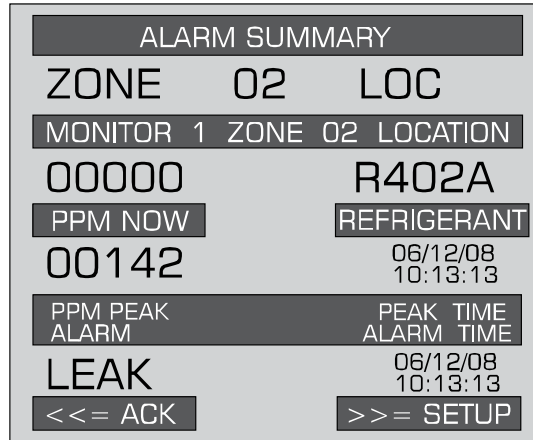 ALARM SUMMARY
ZONE 02 LOC
MONITOR 1 ZONE 02 LOCATION
00000 R402A
PPM NOW REFRIGERANT
00142 06/12/08
10:13:13
PPM PEAK PEAK TIME
ALARM ALARM TIME
LEAK 06/12/08
10:13:13
<<= ACK >>= SETUP